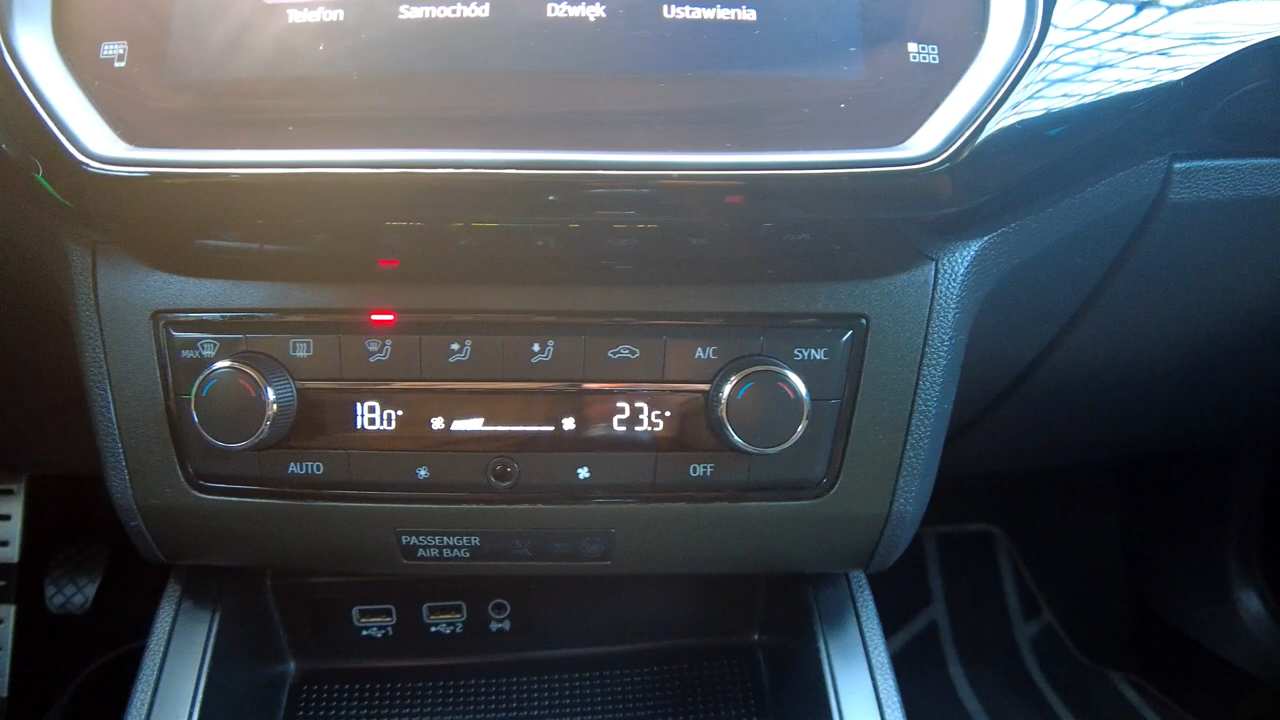 Telefon Samochód Dźwięk Ustawienia
MAX A/C SYNC
18.0° 23.5°
AUTO OFF
PASSENGER
AIR BAG
1 2